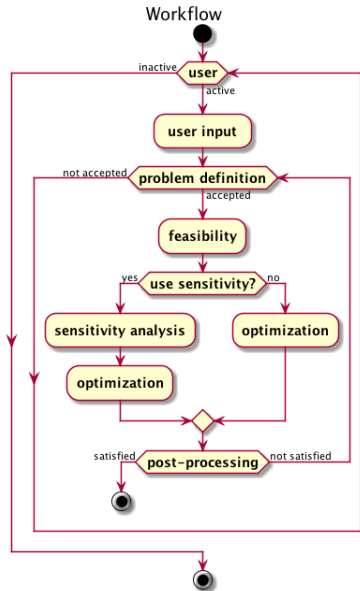 Workflow
inactive
user
active
user input
not accepted
problem definition
accepted
feasibility
yes
use sensitivity?
no
sensitivity analysis
optimization
optimization
satisfied
post-processing
not satisfied